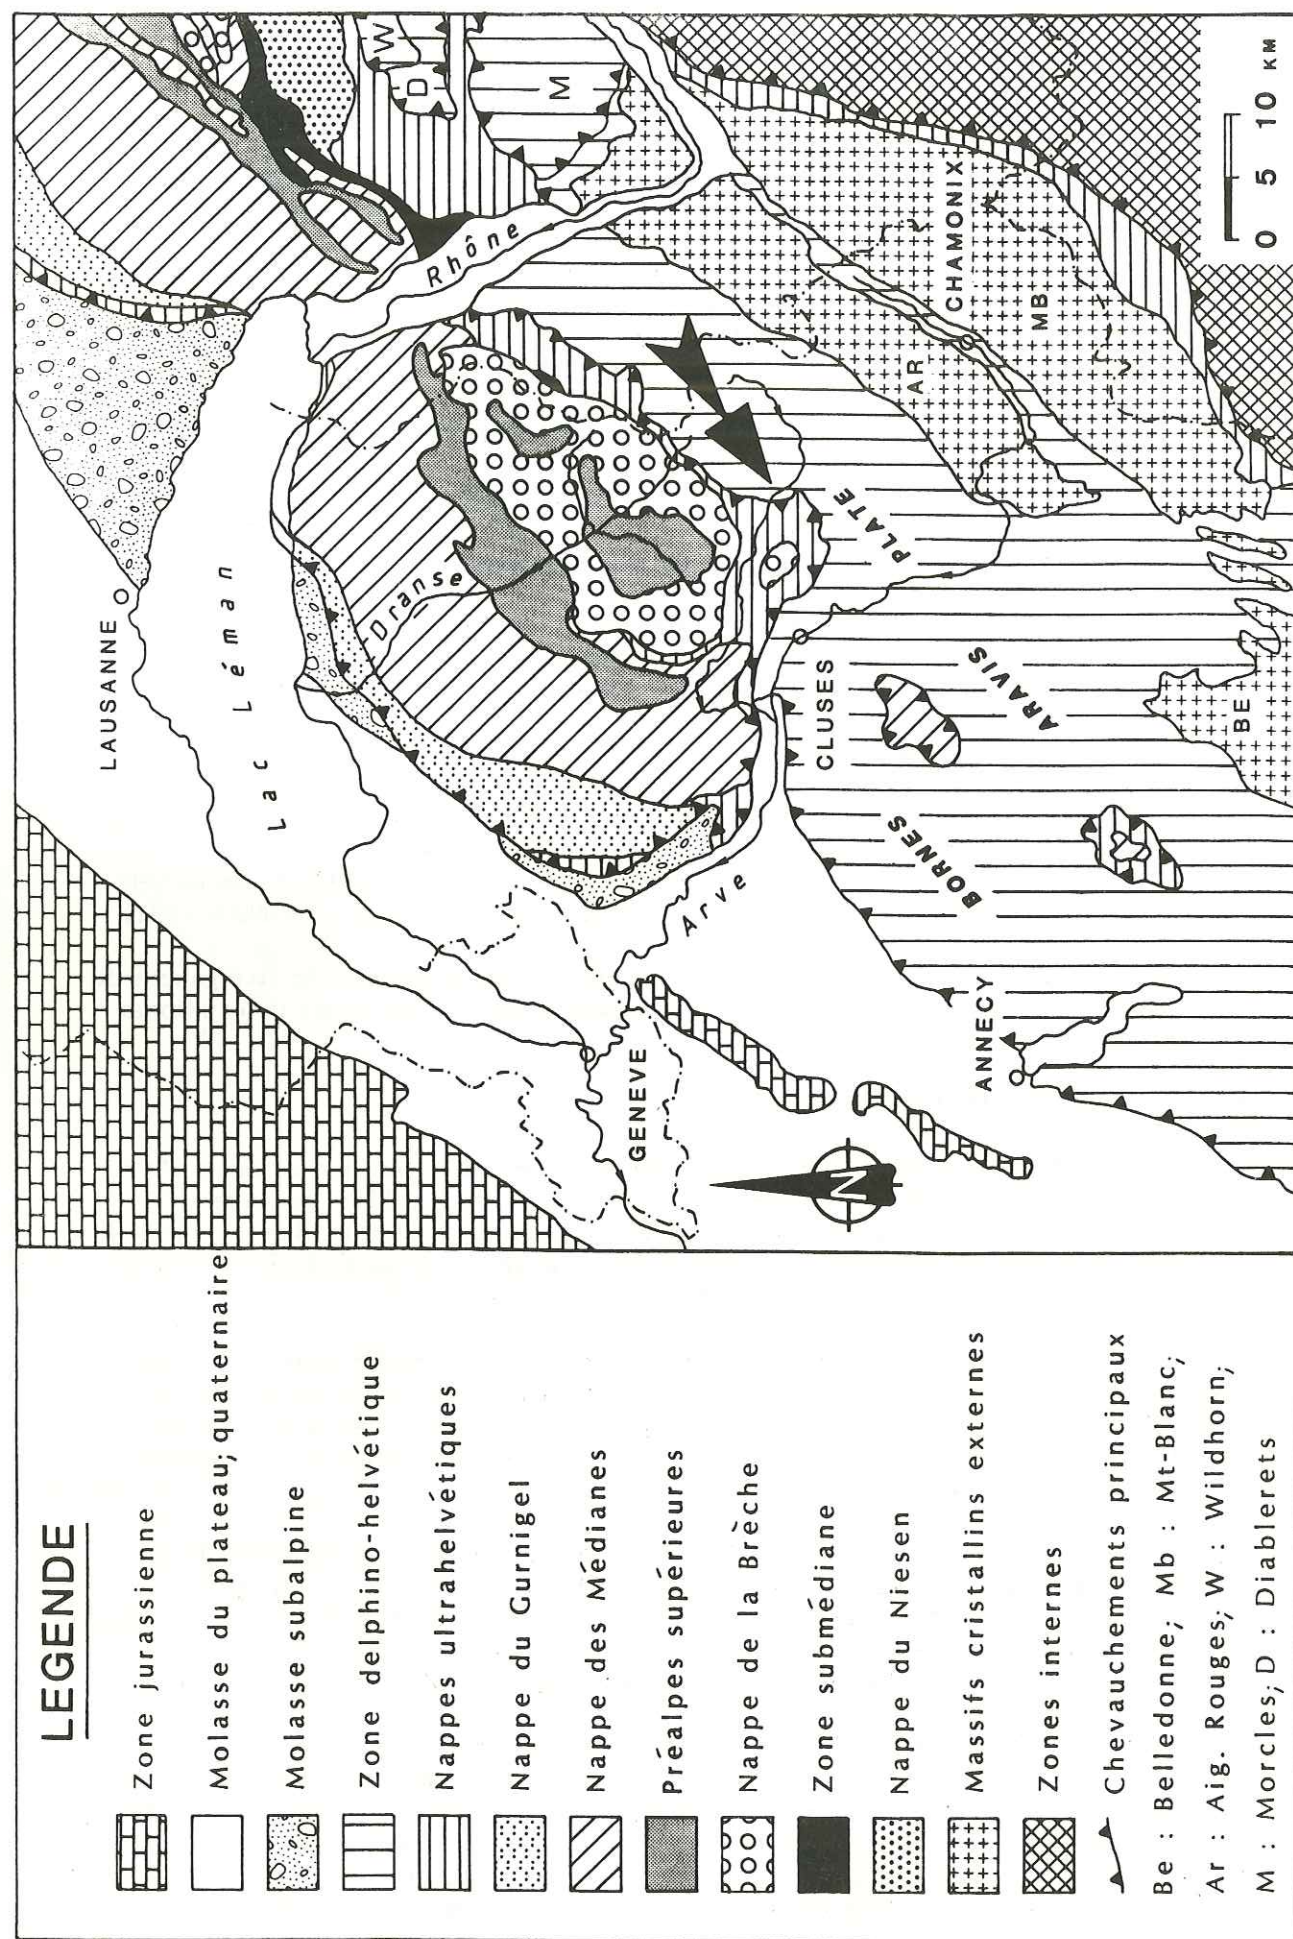 LEGENDE
Zone jurassienne
Molasse du plateau; quaternaire
Molasse subalpine
Zone delphino-helvétique
Nappes ultrahelvétiques
Nappe du Gurnigel
Nappe des Médianes
Préalpes supérieures
Nappe de la Brèche
Zone submédiane
Nappe du Niesen
Massifs cristallins externes
Zones internes
Chevauchements principaux
Be : Belledonne; Mb : Mt-Blanc;
Ar : Aig. Rouges; W : Wildhorn;
M : Morcles; D : Diablerets
LAUSANNE
Lac Léman
Dranse
Rhône
W
D
M
GENEVE
Arve
CLUSES
PLATE
AR
CHAMONIX
MB
BORNES
ARAVIS
BE
ANNECY
N
0 5 10 KM